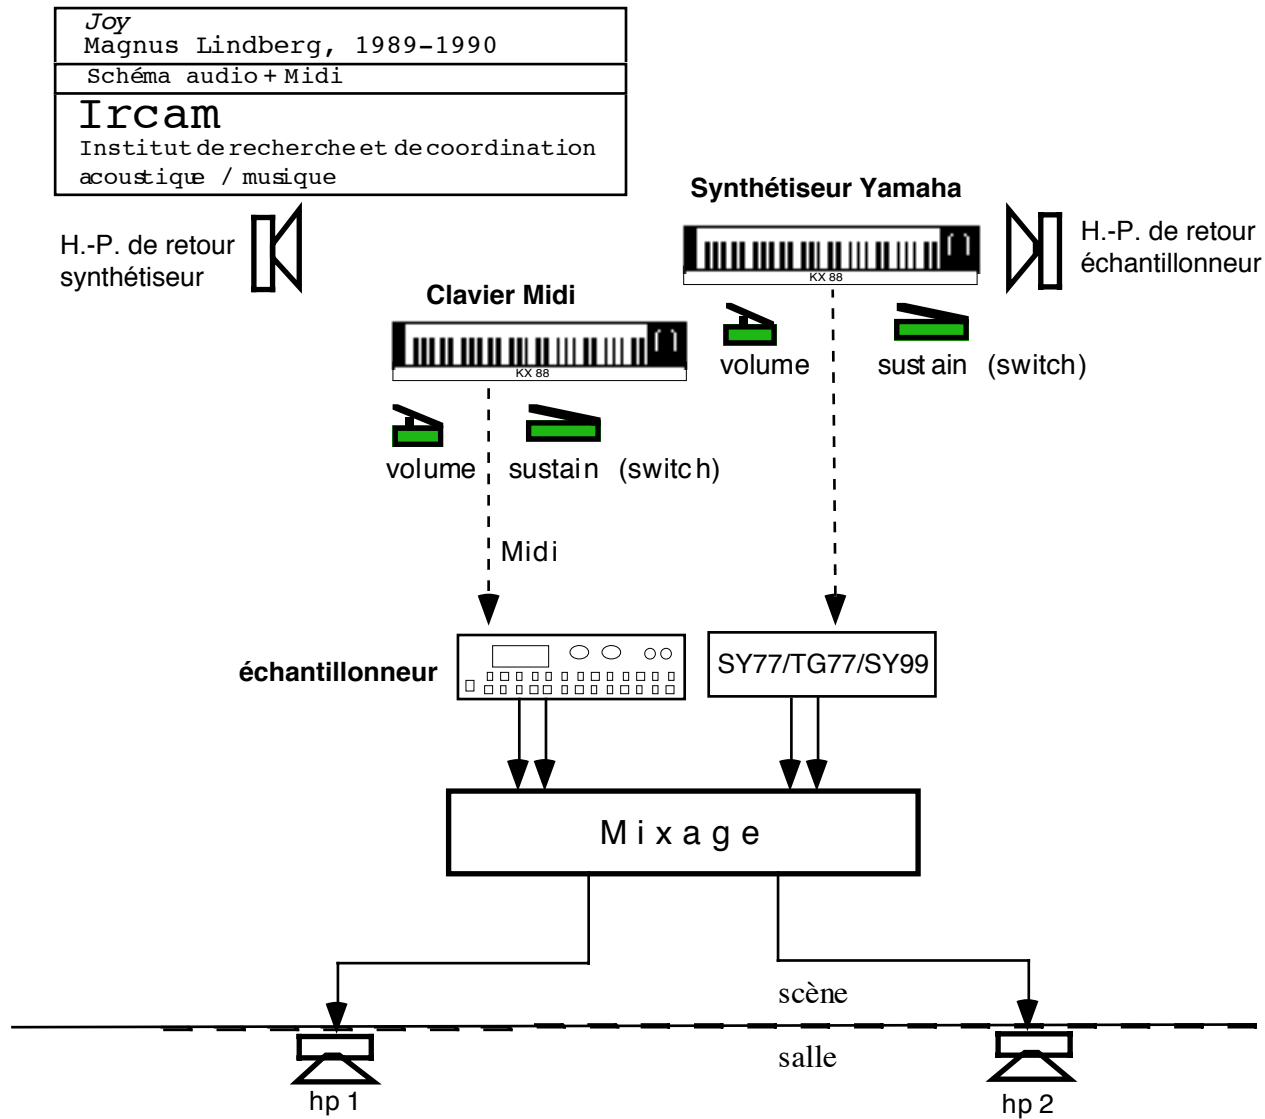 Joy
Magnus Lindberg, 1989-1990
Schéma audio + Midi
Ircam
Institut de recherche et de coordination
acoustique / musique
Synthétiseur Yamaha
H.-P. de retour
synthétiseur
H.-P. de retour
échantillonneur
KX 88
Clavier Midi
KX 88
volume
sustain (switch)
volume
sustain (switch)
Midi
échantillonneur
SY77/TG77/SY99
Mixage
scène
salle
hp 1
hp 2